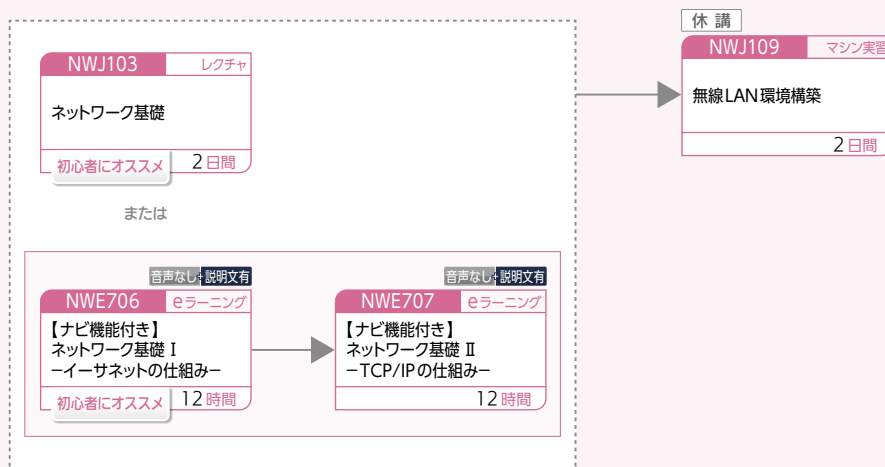 休 講
NWJ103 レクチャ
ネットワーク基礎
初心者にオススメ 2日間
または
NWJ109 マシン実習
無線LAN環境構築
2日間
音声なし+説明文有
NWE706 eラーニング
【ナビ機能付き】
ネットワーク基礎 I
−イーサネットの仕組み−
初心者にオススメ 12時間
音声なし+説明文有
NWE707 eラーニング
【ナビ機能付き】
ネットワーク基礎 II
−TCP/IPの仕組み−
12時間